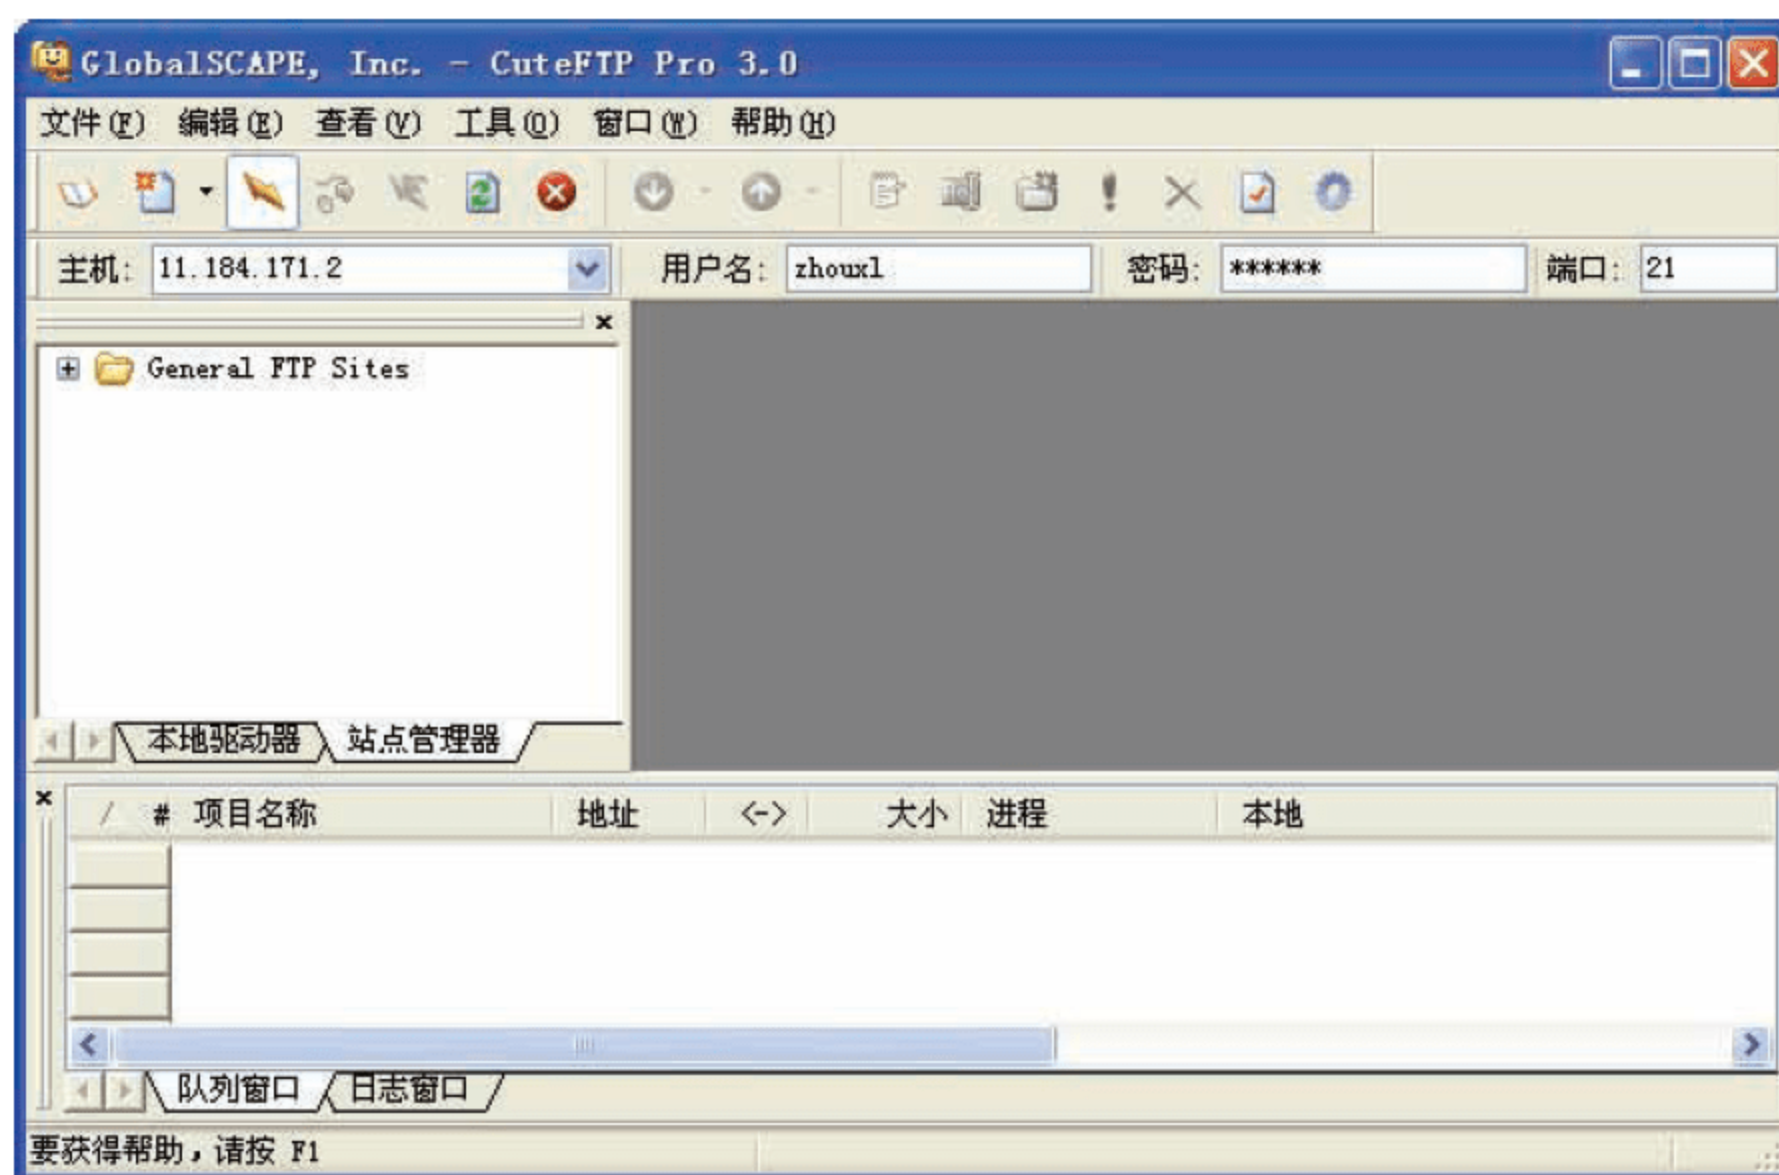 GlobalSCAPE, Inc. - CuteFTP Pro 3.0
文件(F) 编辑(E) 查看(V) 工具(O) 窗口(W) 帮助(H)
主机: 11.184.171.2 用户名: zhouxl 密码: ****** 端口: 21
General FTP Sites
本地驱动器 站点管理器
/ # 项目名称 地址 <-> 大小 进程 本地
队列窗口 日志窗口
要获得帮助，请按 F1